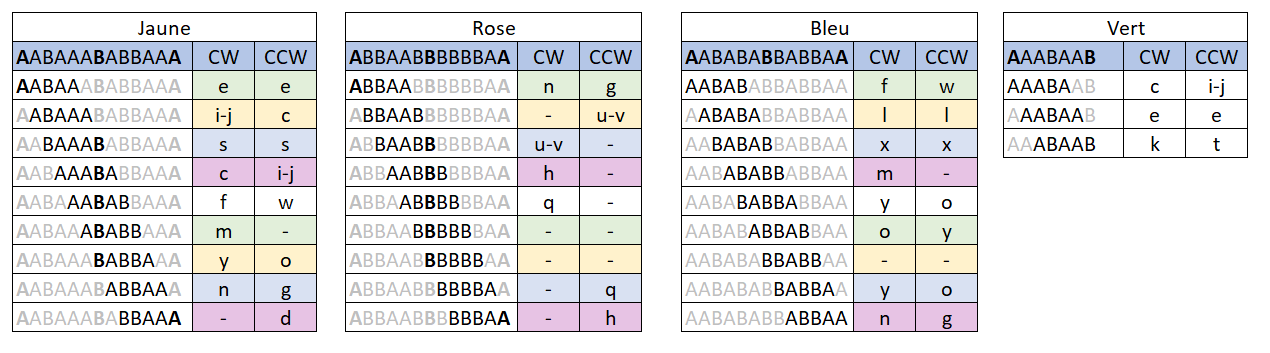 Jaune Rose Bleu Vert
AABAAABABBAAA CW CCW ABBAABBBBBBAA CW CCW AABABABBABBAA CW CCW AAABAAB CW CCW
AABAAABABBAAA e e ABBAABBBBBBAA n g AABABABBABBAA f w AAABAAB c i-j
AABAAABABBAAA i-j c ABBAABBBBBBAA - u-v AABABABBABBAA l l AAABAAB e e
AABAAABABBAAA s s ABBAABBBBBBAA u-v - AABABABBABBAA x x AAABAAB k t
AABAAABABBAAA c i-j ABBAABBBBBBAA h - AABABABBABBAA m -
AABAAABABBAAA f w ABBAABBBBBBAA q - AABABABBABBAA y o
AABAAABABBAAA m - ABBAABBBBBBAA - - AABABABBABBAA o y
AABAAABABBAAA y o ABBAABBBBBBAA - - AABABABBABBAA - -
AABAAABABBAAA n g ABBAABBBBBBAA - q AABABABBABBAA y o
AABAAABABBAAA - d ABBAABBBBBBAA - h AABABABBABBAA n g